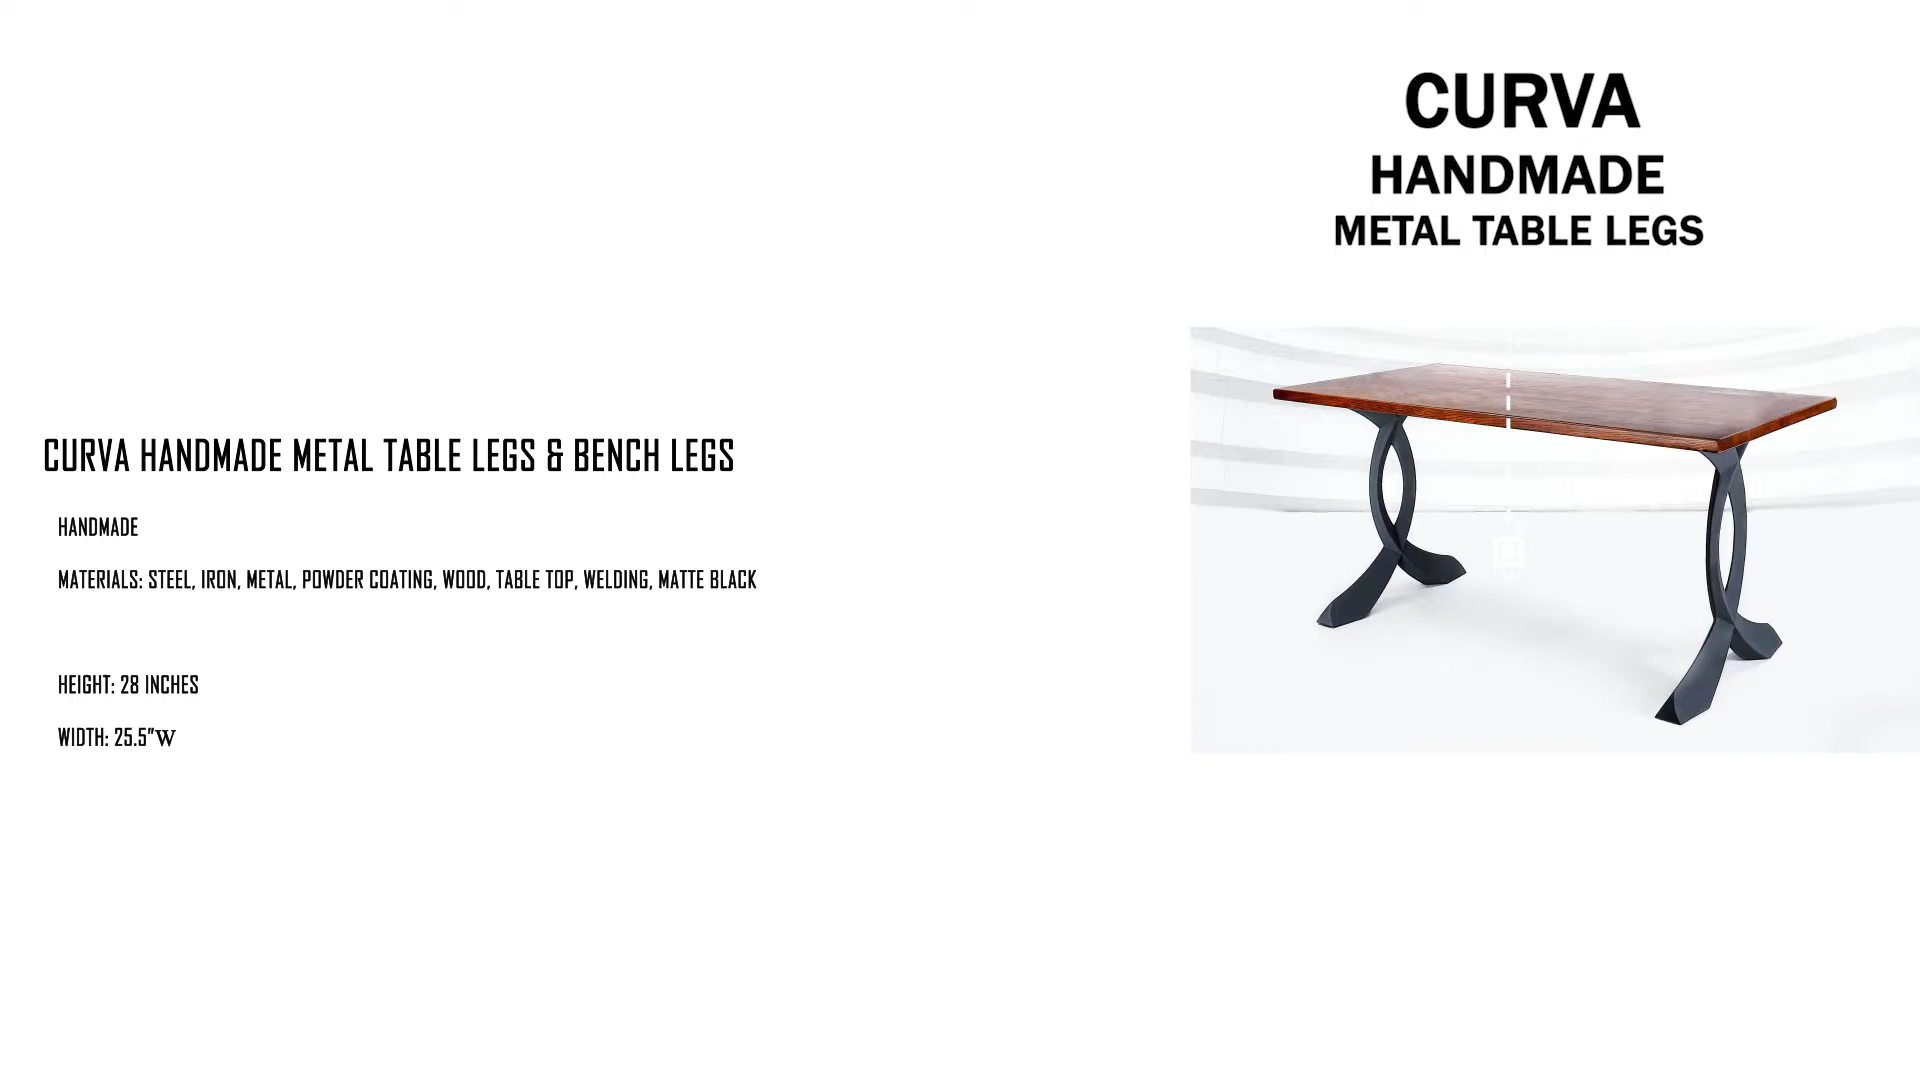 CURVA
HANDMADE
METAL TABLE LEGS
CURVA HANDMADE METAL TABLE LEGS & BENCH LEGS
HANDMADE
MATERIALS: STEEL, IRON, METAL, POWDER COATING, WOOD, TABLE TOP, WELDING, MATTE BLACK
HEIGHT: 28 INCHES
WIDTH: 25.5"W